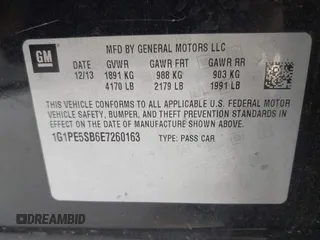 GM
MFD BY GENERAL MOTORS LLC
12/13 GVWR GAWR FRT GAWR RR
1891 KG 988 KG 903 KG
4170 LB 2179 LB 1991 LB
THIS VEHICLE CONFORMS TO ALL APPLICABLE U.S. FEDERAL MOTOR
VEHICLE SAFETY, BUMPER, AND THEFT PREVENTION STANDARDS
IN EFFECT ON THE DATE OF MANUFACTURE SHOWN ABOVE.
1G1PE5SB6E7260163 TYPE: PASS CAR
DREAMBID